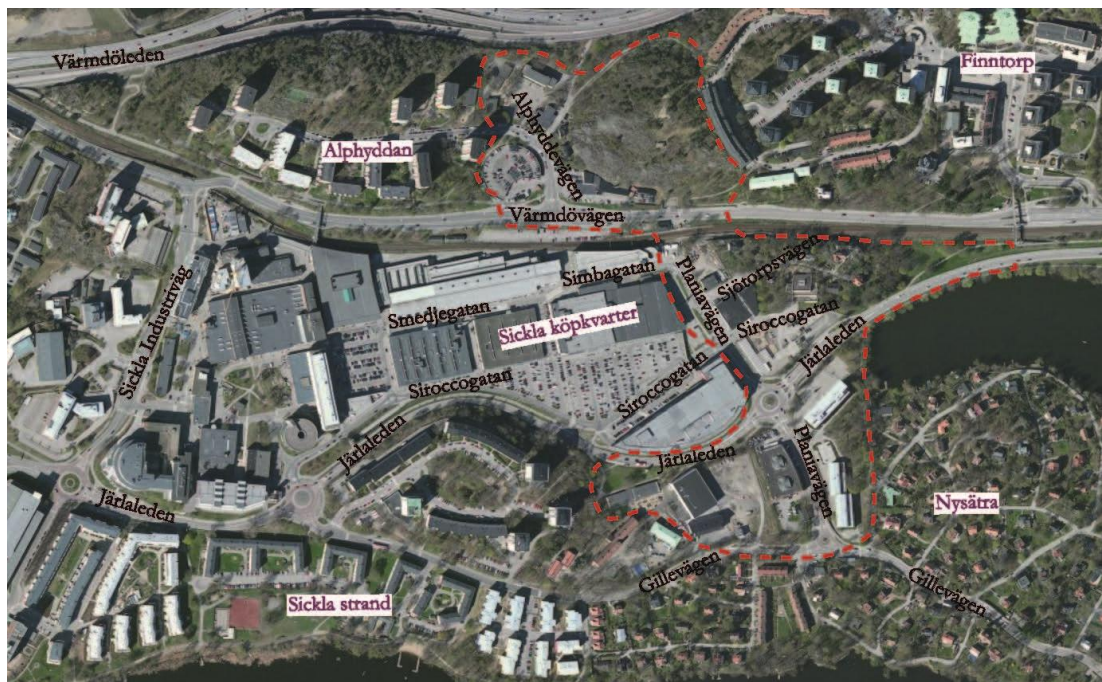 Värmdöleden
Finntorp
Alphyddevägen
Alphyddan
Värmdövägen
Sickla Industriväg
Simbagatan
Planiavägen
Sjötorpsvägen
Smedjegatan
Sickla köpkvarter
Siroccogatan
Järlaleden
Siroccogatan
Siroccogatan
Järlaleden
Järlaleden
Planiavägen
Järlaleden
Nysätra
Gillevägen
Gillevägen
Sickla strand